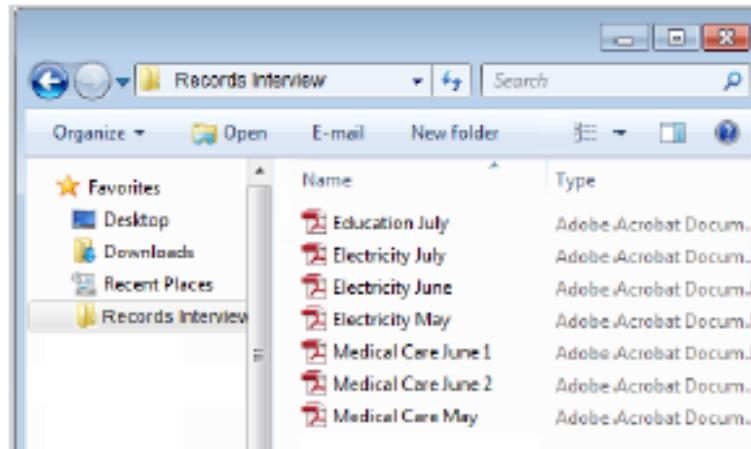 Records Interview Search
Organize Open E-mail New folder
Favorites
Desktop
Downloads
Recent Places
Records Interview
Name Type
Education July Adobe Acrobat Docum..
Electricity July Adobe Acrobat Docum..
Electricity June Adobe Acrobat Docum..
Electricity May Adobe Acrobat Docum..
Medical Care June 1 Adobe Acrobat Docum..
Medical Care June 2 Adobe Acrobat Docum..
Medical Care May Adobe Acrobat Docum..